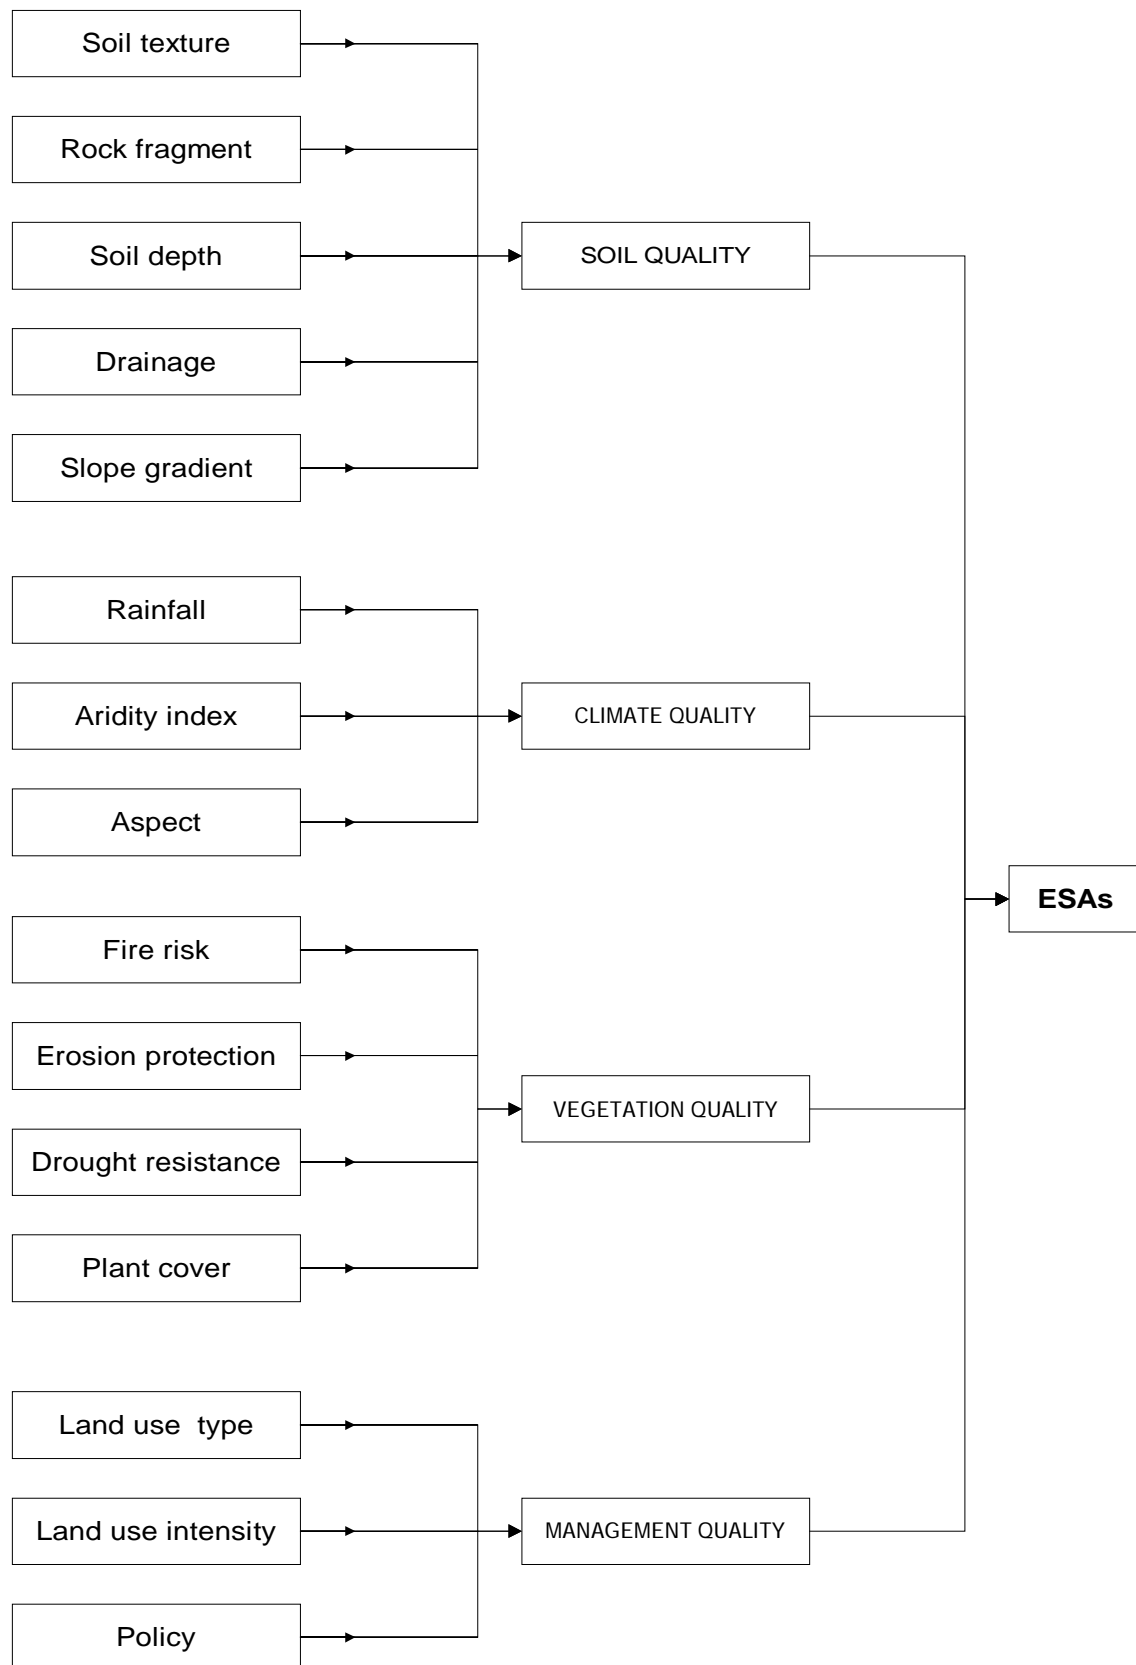 Soil texture
Rock fragment
Soil depth
SOIL QUALITY
Drainage
Slope gradient
Rainfall
Aridity index
CLIMATE QUALITY
Aspect
ESAs
Fire risk
Erosion protection
VEGETATION QUALITY
Drought resistance
Plant cover
Land use  type
Land use intensity
MANAGEMENT QUALITY
Policy